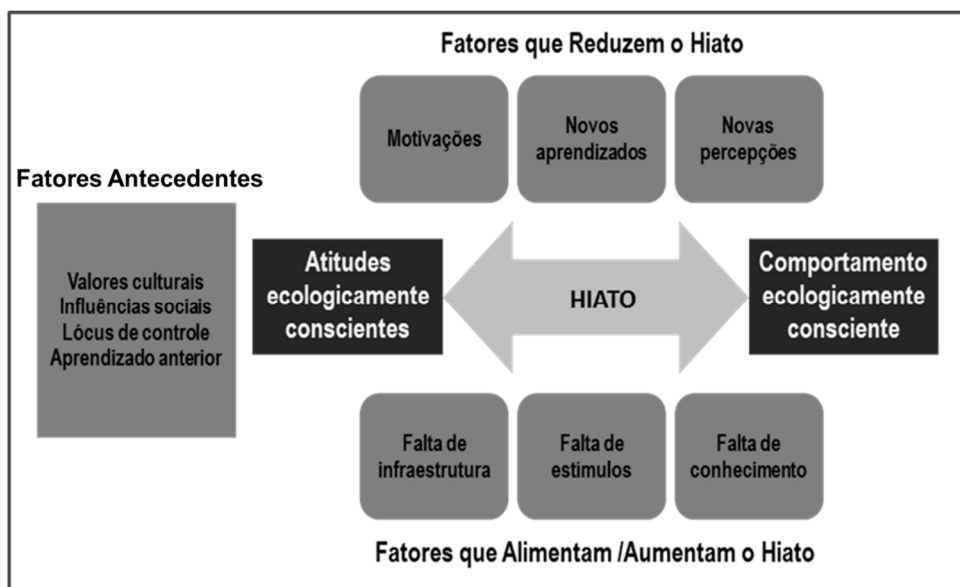 Fatores que Reduzem o Hiato
Motivações
Novos
aprendizados
Novas
percepções
Fatores Antecedentes
Valores culturais
Influências sociais
Lócus de controle
Aprendizado anterior
Atitudes
ecologicamente
conscientes
HIATO
Comportamento
ecologicamente
consciente
Falta de
infraestrutura
Falta de
estímulos
Falta de
conhecimento
Fatores que Alimentam /Aumentam o Hiato